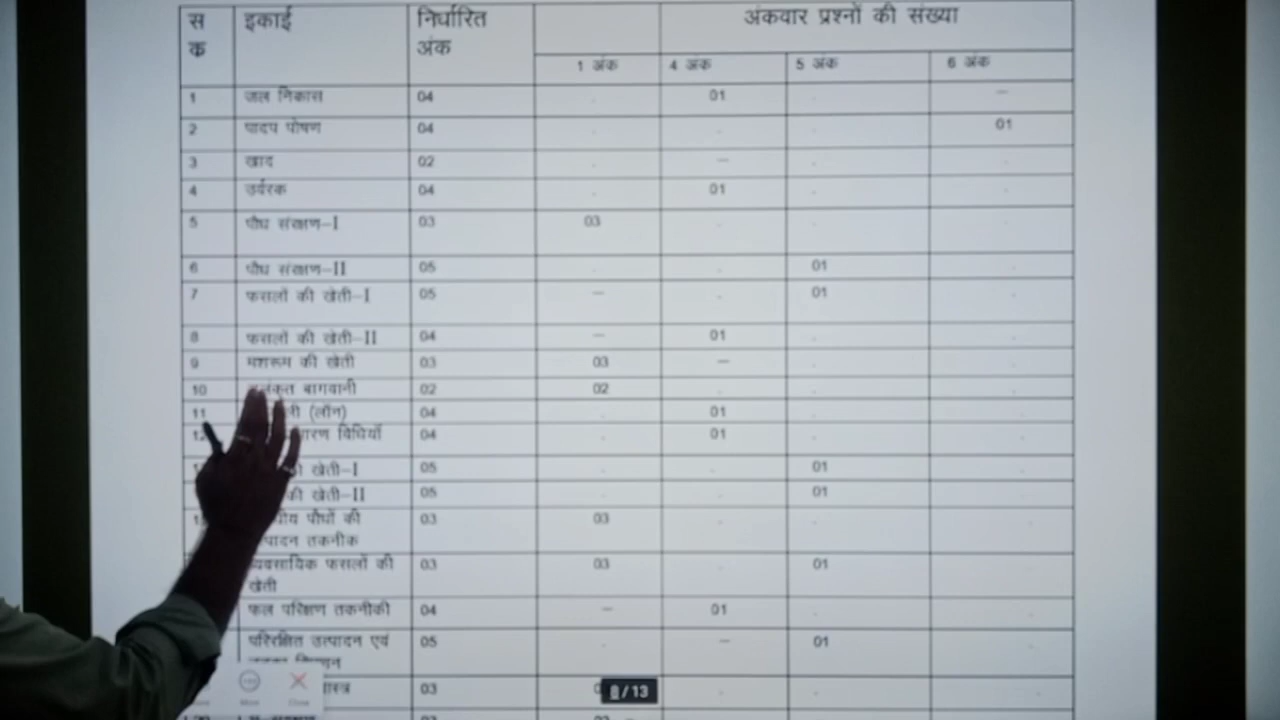 स इकाई निर्धारित अंकवार प्रश्नों की संख्या
क अंक
1 अंक 4 अंक 5 अंक 6 अंक
1 जल निकास 04 . 01 . –
2 पादप पोषण 04 . . . 01
3 खाद 02 . – . .
4 उर्वरक 04 . 01 . .
5 पौध संरक्षण–I 03 03 . . .
6 पौध संरक्षण–II 05 . . 01 .
7 फसलों की खेती–I 05 – . 01 .
8 फसलों की खेती–II 04 – 01 . .
9 मशरूम की खेती 03 03 – . .
10 बागवानी 02 02 . . .
11 (लॉन) 04 . 01 . .
विधियाँ 04 . 01 . .
खेती–I 05 . . 01 .
की खेती–II 05 . . 01 .
पौधों की 03 03 . . .
तकनीक
व्यवसायिक फसलों की 03 03 . 01 .
खेती
फल परिक्षण तकनीकी 04 – 01 . .
परिरक्षित उत्पादन एवं 05 . – 01 .
03
/ 13
More Close